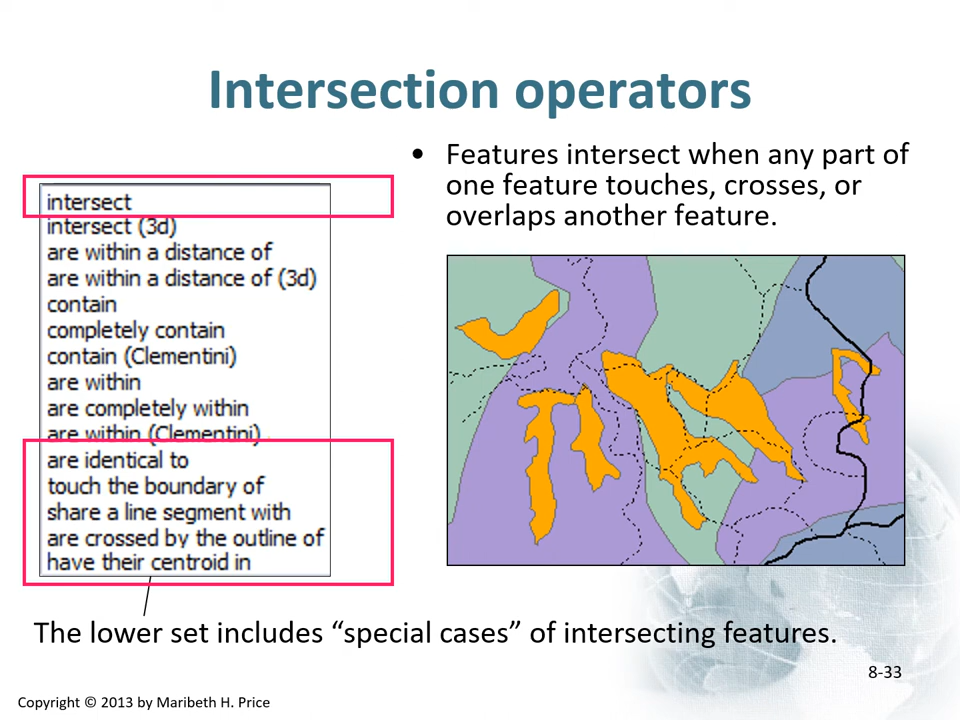 Intersection operators
• Features intersect when any part of
one feature touches, crosses, or
overlaps another feature.
intersect
intersect (3d)
are within a distance of
are within a distance of (3d)
contain
completely contain
contain (Clementini)
are within
are completely within
are within (Clementini)
are identical to
touch the boundary of
share a line segment with
are crossed by the outline of
have their centroid in
The lower set includes “special cases” of intersecting features.
8-33
Copyright © 2013 by Maribeth H. Price